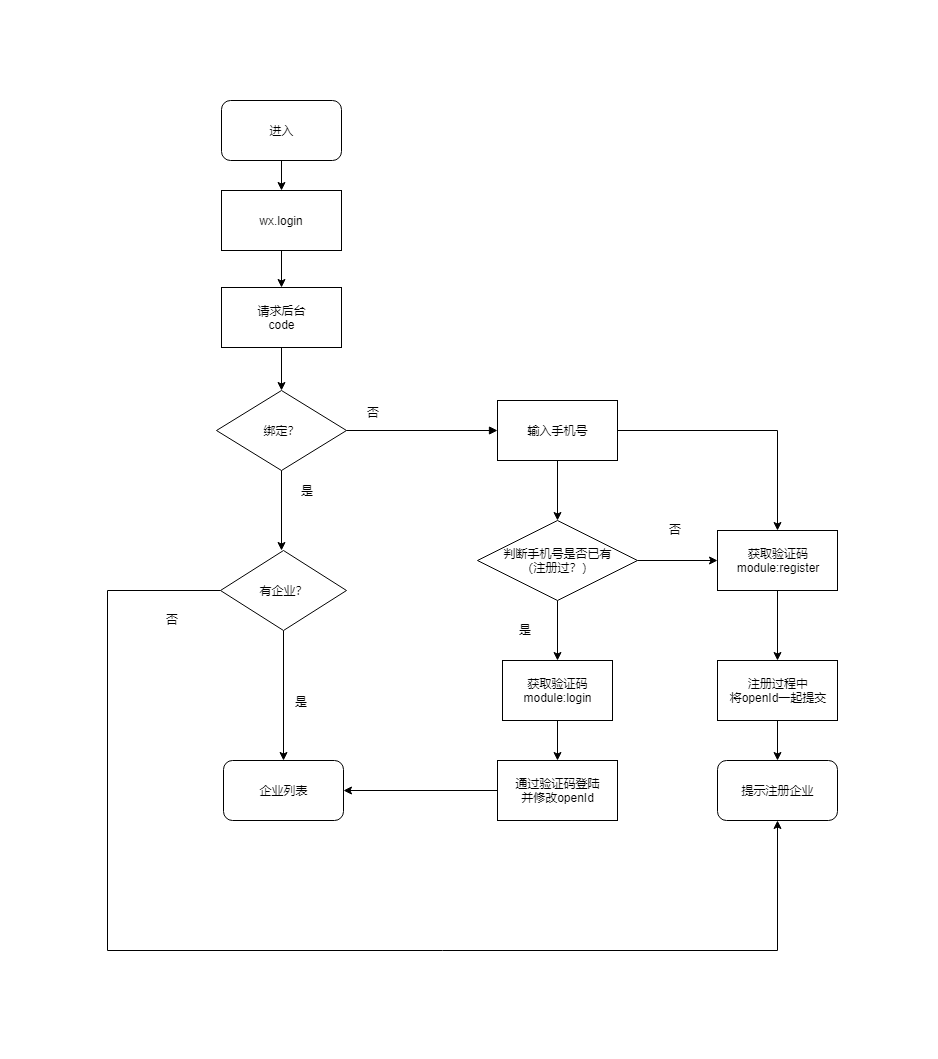 进入
wx.login
请求后台
code
绑定?
否
输入手机号
是
判断手机号是否已有
(注册过？)
否
获取验证码
module:register
有企业?
否
是
是
获取验证码
module:login
注册过程中
将openId一起提交
企业列表
通过验证码登陆
并修改openId
提示注册企业